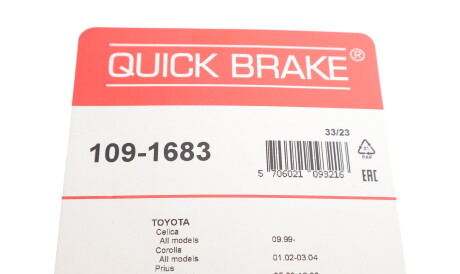 QUICK BRAKE®
33/23
109-1683
21
PAP
5 706021 093216
EAC
TOYOTA
Celica
All models 09.99-
Corolla
All models 01.02-03.04
Prius